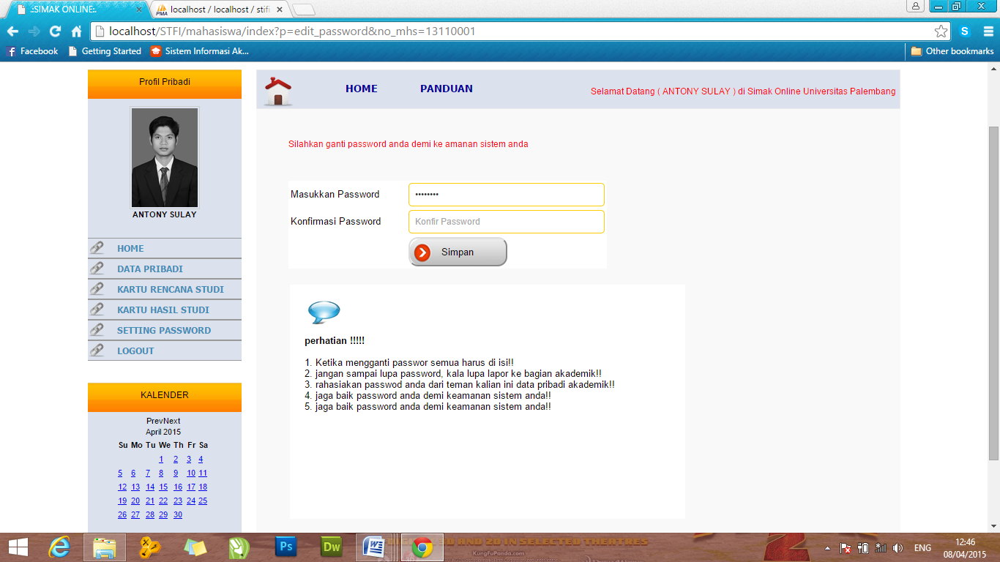 .:SIMAK ONLINE:.
localhost / localhost / stifi
localhost/STFI/mahasiswa/index?p=edit_password&no_mhs=13110001
Facebook
Getting Started
Sistem Informasi Ak...
Other bookmarks
Profil Pribadi
ANTONY SULAY
HOME
DATA PRIBADI
KARTU RENCANA STUDI
KARTU HASIL STUDI
SETTING PASSWORD
LOGOUT
KALENDER
PrevNext
April 2015
Su Mo Tu We Th Fr Sa
1 2 3 4
5 6 7 8 9 10 11
12 13 14 15 16 17 18
19 20 21 22 23 24 25
26 27 28 29 30
HOME
PANDUAN
Selamat Datang ( ANTONY SULAY ) di Simak Online Universitas Palembang
Silahkan ganti password anda demi ke amanan sistem anda
Masukkan Password ••••••••
Konfirmasi Password Konfir Password
Simpan
perhatian !!!!!
1. Ketika mengganti passwor semua harus di isi!!
2. jangan sampai lupa password, kala lupa lapor ke bagian akademik!!
3. rahasiakan passwod anda dari teman kalian ini data pribadi akademik!!
4. jaga baik password anda demi keamanan sistem anda!!
5. jaga baik password anda demi keamanan sistem anda!!
AND 2D IN SELECTED THEATRES
KungFuPanda.com
ENG
12:46
08/04/2015